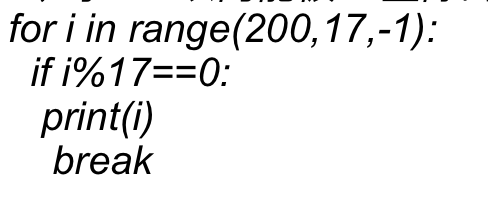 for i in range(200,17,-1):
if i%17==0:
print(i)
break